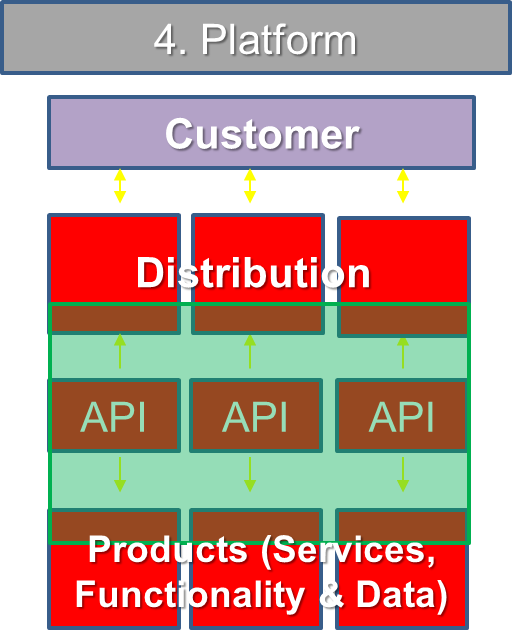 4. Platform
Customer
Distribution
API API API
Products (Services,
Functionality & Data)